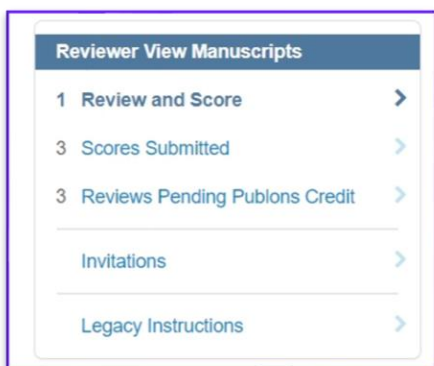 Reviewer View Manuscripts
1 Review and Score
3 Scores Submitted
3 Reviews Pending Publons Credit
Invitations
Legacy Instructions